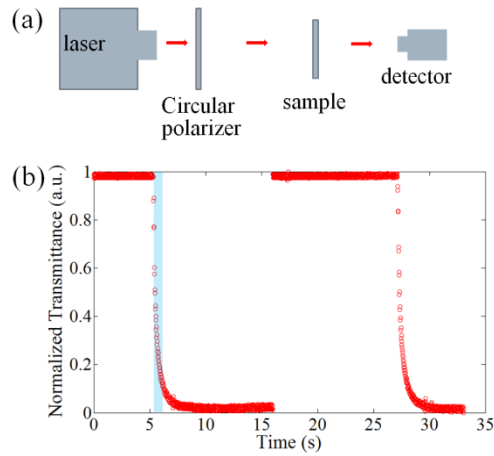 (a)
laser
Circular
polarizer
sample
detector
(b)
Normalized Transmittance (a.u.)
1
0.8
0.6
0.4
0.2
0
0 5 10 15 20 25 30 35
Time (s)